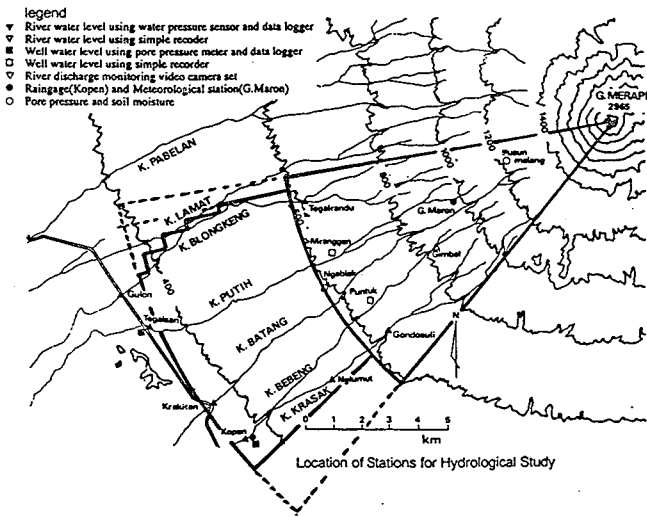 legend
River water level using water pressure sensor and data logger
River water level using simple recoder
Well water level using pore pressure meter and data logger
Well water level using simple recorder
River discharge monitoring video camera set
Raingage(Kopen) and Meteorological station(G.Maron)
Pore pressure and soil moisture
G. MERAPI
2965
1400
1200
1000
800
600
400
Pusun malang
K. PABELAN
K. LAMAT
K. BLONGKENG
Tegalrandu
G. Maron
Mranggen
Gimbal
Ngablak
Puntuk
Gulon
K. PUTIH
Tegalsari
K. BATANG
N
Gondosuli
K. BEBENG
Ngelumut
K. KRASAK
Krakitan
Kopen
0 1 2 3 4 5
km
Location of Stations for Hydrological Study